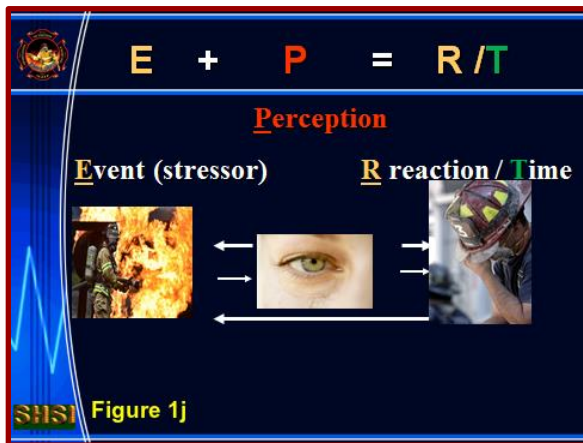 E + P = R /T
Perception
Event (stressor) R reaction / Time
SHSI Figure 1j